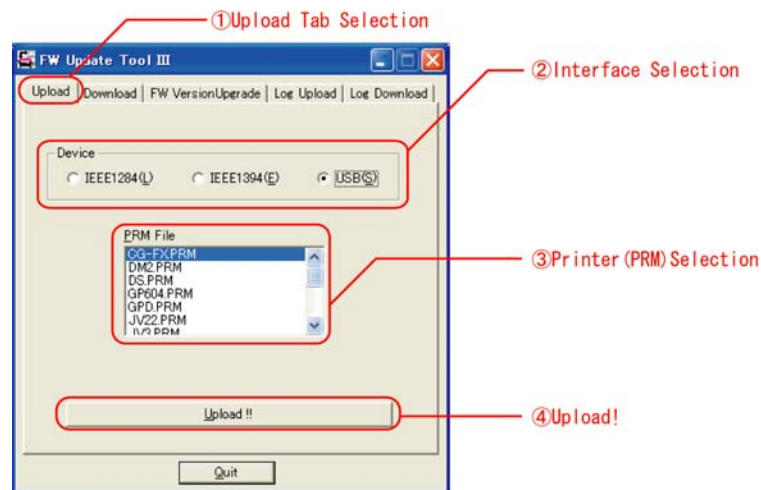 ①Upload Tab Selection
FW Update Tool III
②Interface Selection
Upload Download FW VersionUpgrade Log Upload Log Download
Device
IEEE1284(L) IEEE1394(E) USB(S)
PRM File
CG-FX.PRM
DM2.PRM
DS.PRM
GP604.PRM
GPD.PRM
JV22.PRM
JV3.PRM
③Printer(PRM)Selection
Upload !!
④Upload!
Quit